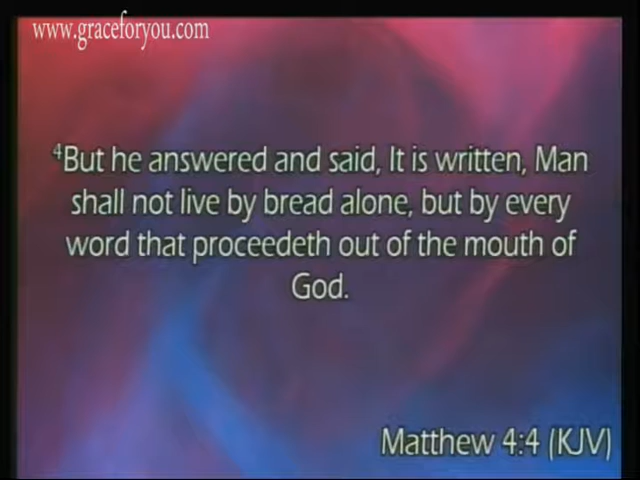 www.graceforyou.com
4But he answered and said, It is written, Man
shall not live by bread alone, but by every
word that proceedeth out of the mouth of
God.
Matthew 4:4 (KJV)